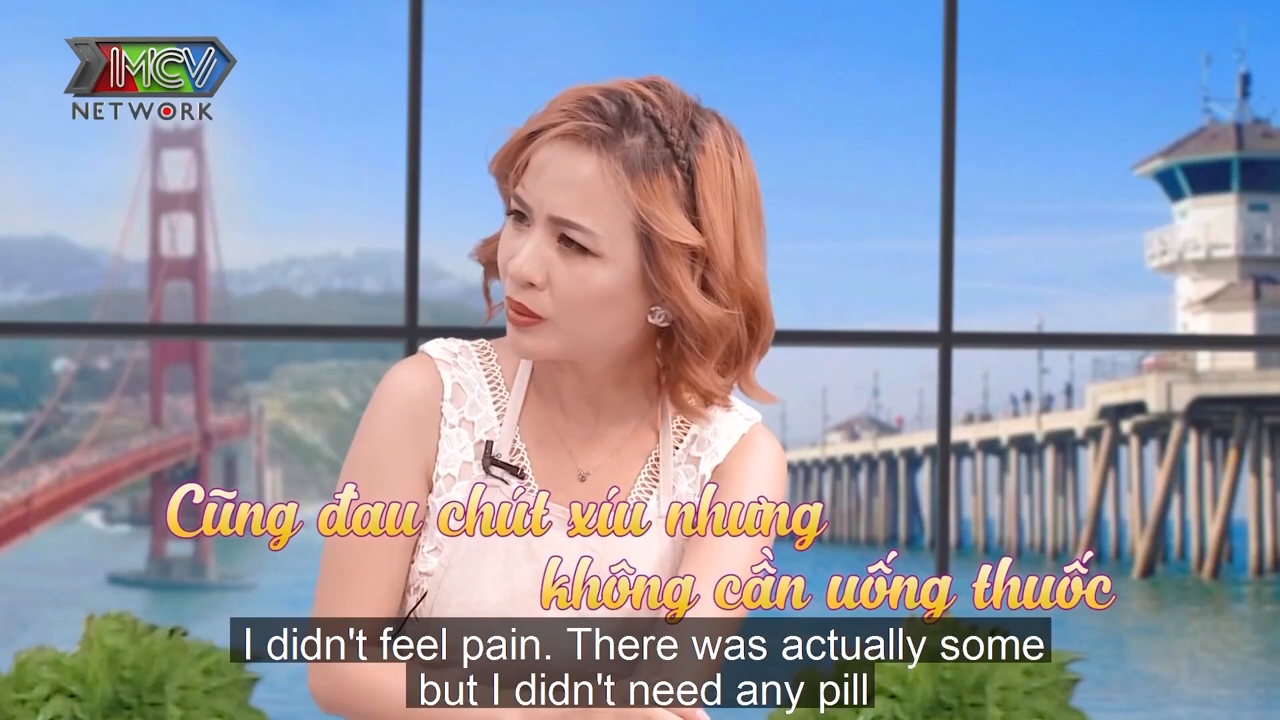 MCV
NETWORK
Cũng đau chút xíu nhưng
không cần uống thuốc
I didn't feel pain. There was actually some
but I didn't need any pill